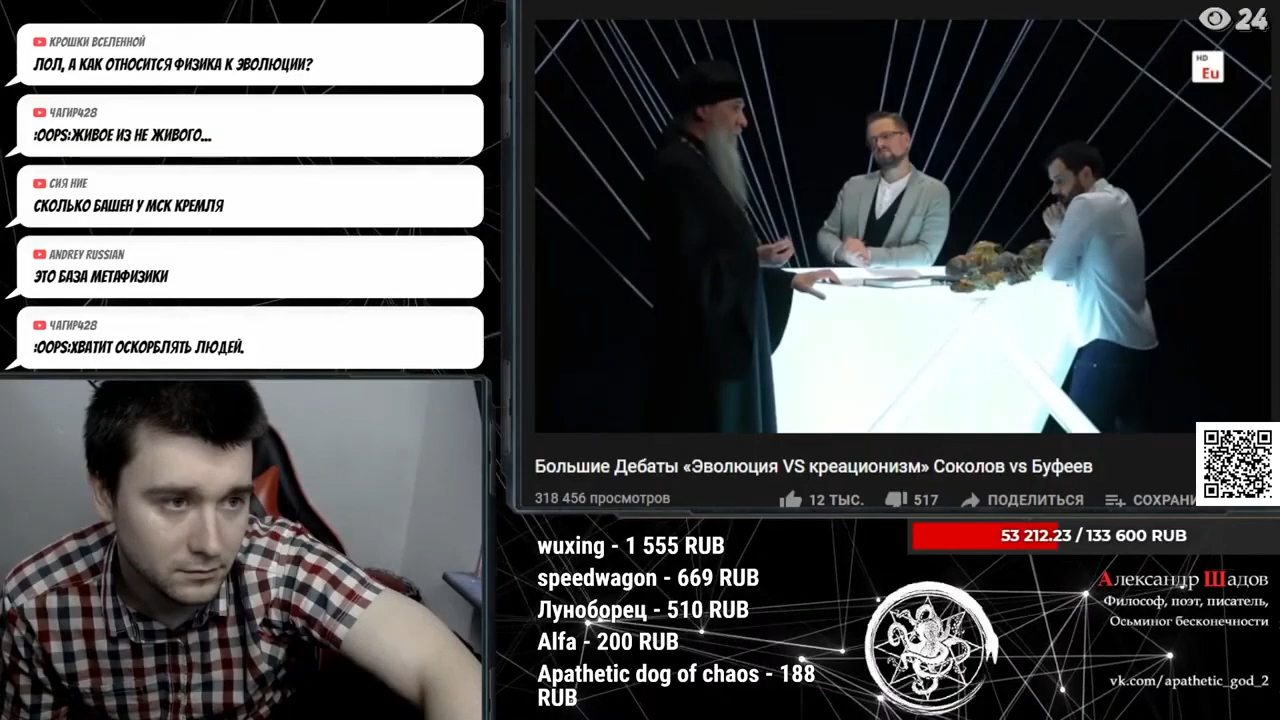 КРОШКИ ВСЕЛЕННОЙ
ЛОЛ, А КАК ОТНОСИТСЯ ФИЗИКА К ЭВОЛЮЦИИ?
ЧАГИР428
:OOPS:ЖИВОЕ ИЗ НЕ ЖИВОГО...
СИЯ НИЕ
СКОЛЬКО БАШЕН У МСК КРЕМЛЯ
ANDREY RUSSIAN
ЭТО БАЗА МЕТАФИЗИКИ
ЧАГИР428
:OOPS:ХВАТИТ ОСКОРБЛЯТЬ ЛЮДЕЙ.
24
HD
Eu
Большие Дебаты «Эволюция VS креационизм» Соколов vs Буфеев
318 456 просмотров
12 ТЫС.
517
ПОДЕЛИТЬСЯ
СОХРАНИ
53 212.23 / 133 600 RUB
wuxing - 1 555 RUB
speedwagon - 669 RUB
Луноборец - 510 RUB
Alfa - 200 RUB
Apathetic dog of chaos - 188
RUB
Александр Шадов
Философ, поэт, писатель,
Осьминог бесконечности
vk.com/apathetic_god_2